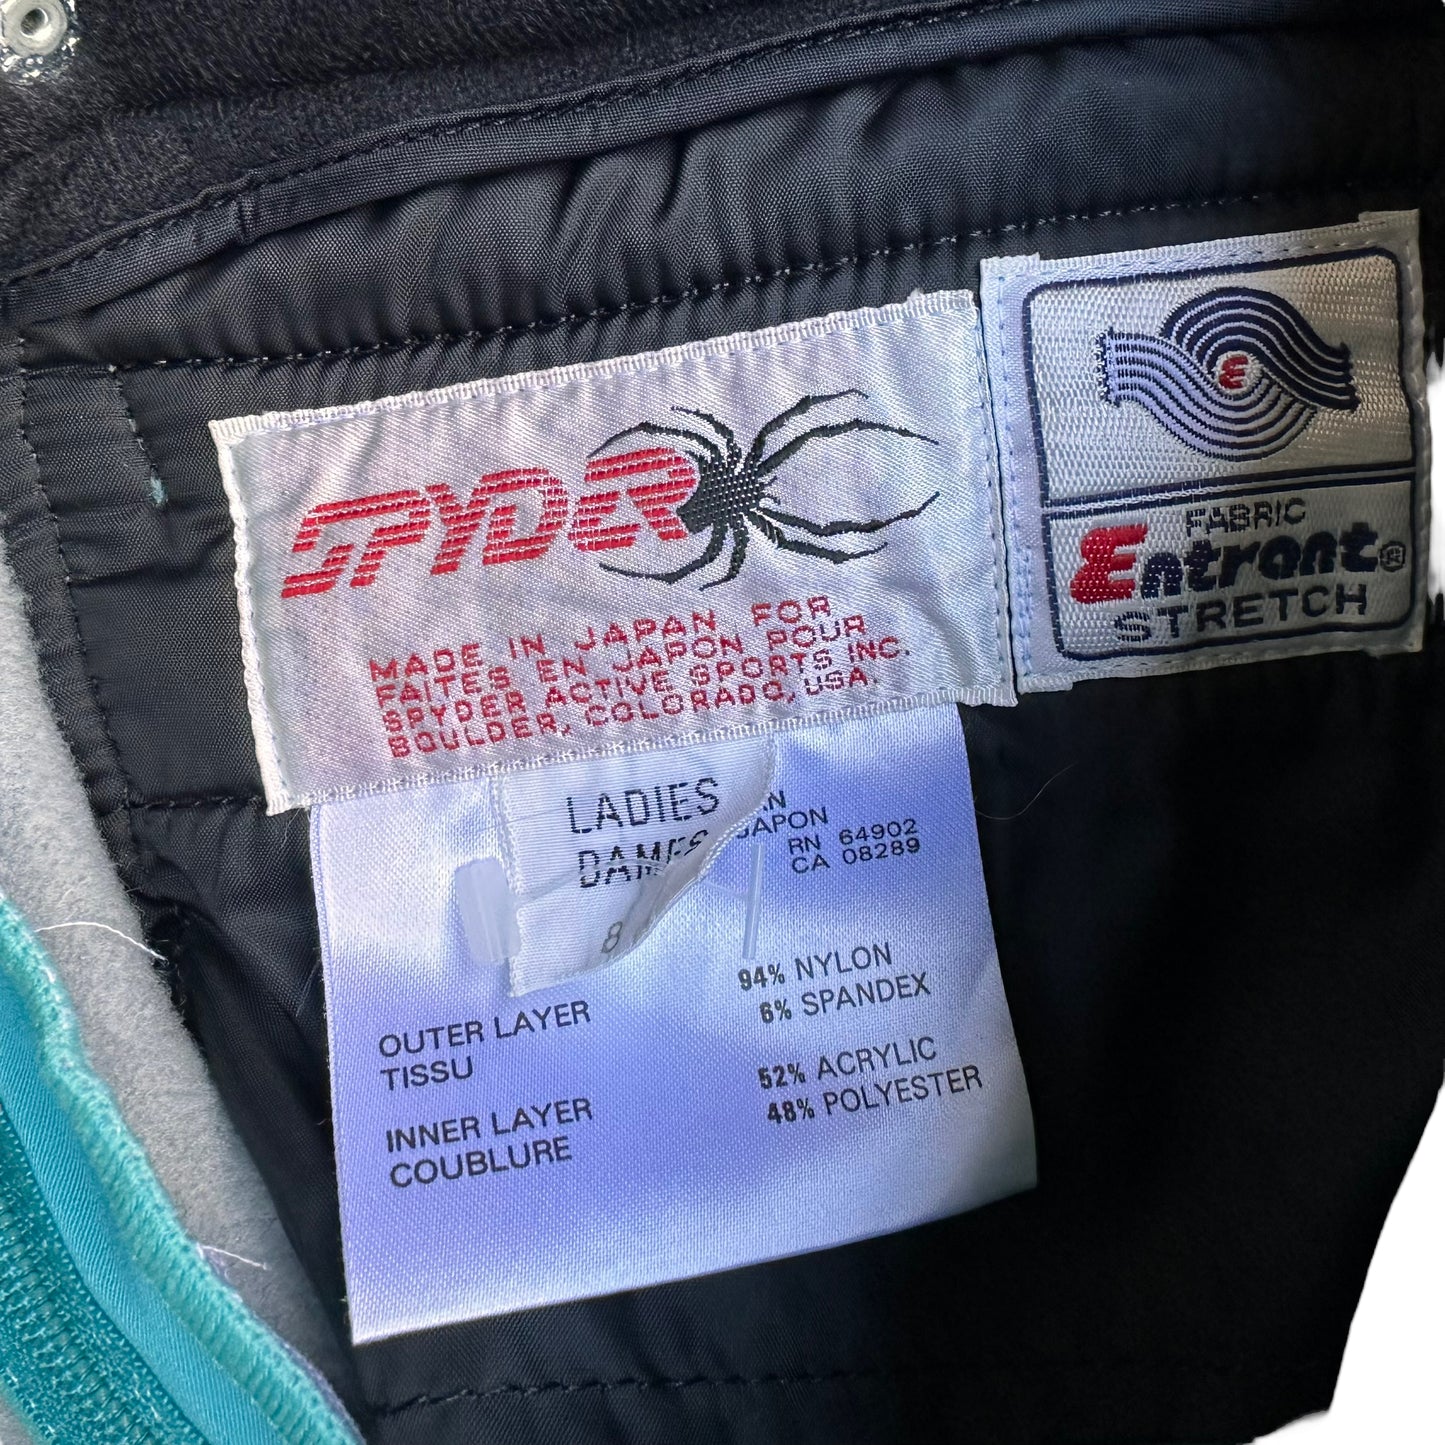 SPYDER
MADE IN JAPAN FOR
FAITES EN JAPON POUR
SPYDER ACTIVE SPORTS INC.
BOULDER, COLORADO, USA.
E
FABRIC
Entrant®
STRETCH
LADIES
DAMES
8
JAPON
RN 64902
CA 08289
OUTER LAYER
TISSU
94% NYLON
6% SPANDEX
INNER LAYER
COUBLURE
52% ACRYLIC
48% POLYESTER